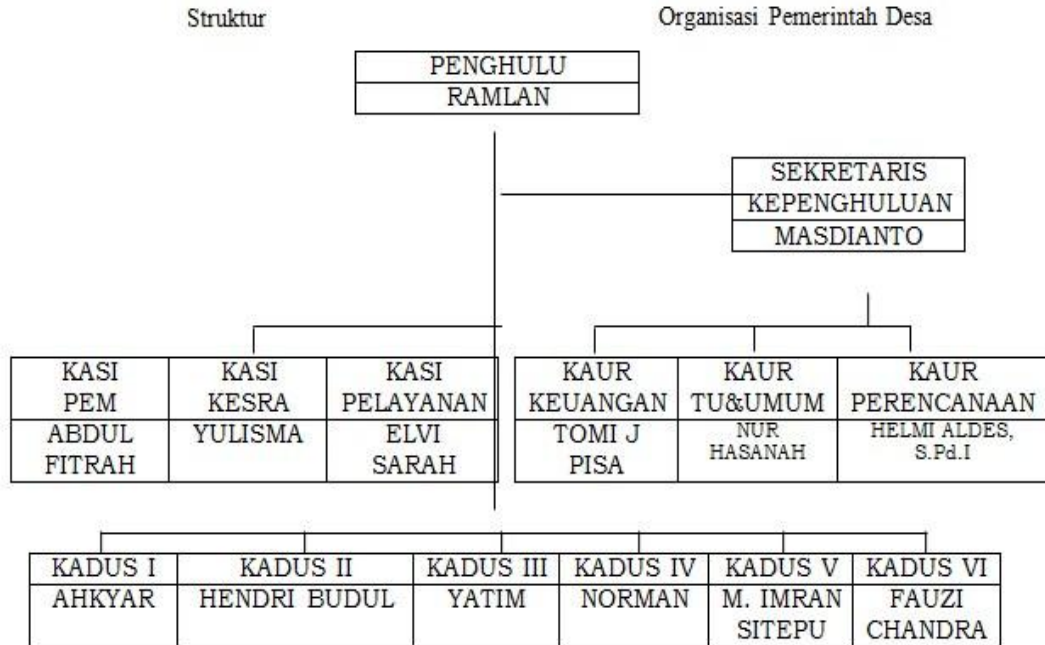 Struktur Organisasi Pemerintah Desa
PENGHULU
RAMLAN
SEKRETARIS
KEPENGHULUAN
MASDIANTO
KASI
PEM
ABDUL
FITRAH
KASI
KESRA
YULISMA
KASI
PELAYANAN
ELVI
SARAH
KAUR
KEUANGAN
TOMI J
PISA
KAUR
TU&UMUM
NUR
HASANAH
KAUR
PERENCANAAN
HELMI ALDES,
S.Pd.I
KADUS I
AHKYAR
KADUS II
HENDRI BUDUL
KADUS III
YATIM
KADUS IV
NORMAN
KADUS V
M. IMRAN
SITEPU
KADUS VI
FAUZI
CHANDRA